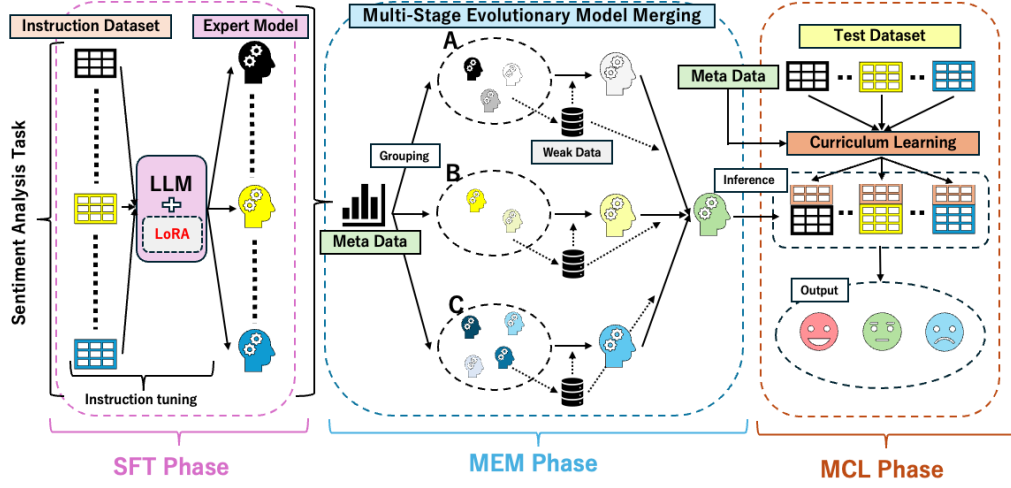 Multi-Stage Evolutionary Model Merging
Instruction Dataset
Expert Model
Test Dataset
Sentiment Analysis Task
LLM
+
LoRA
Instruction tuning
SFT Phase
Meta Data
Grouping
A
Weak Data
B
C
MEM Phase
Meta Data
Curriculum Learning
Inference
Output
MCL Phase